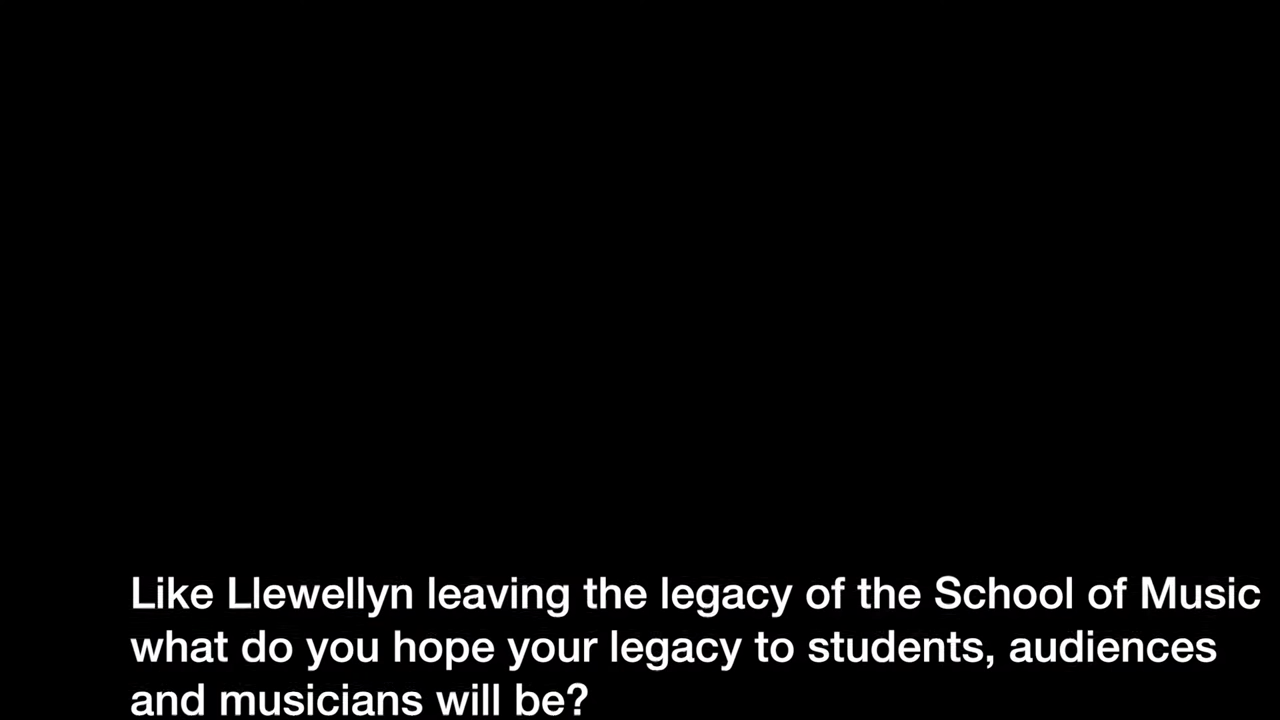 Like Llewellyn leaving the legacy of the School of Music
what do you hope your legacy to students, audiences
and musicians will be?